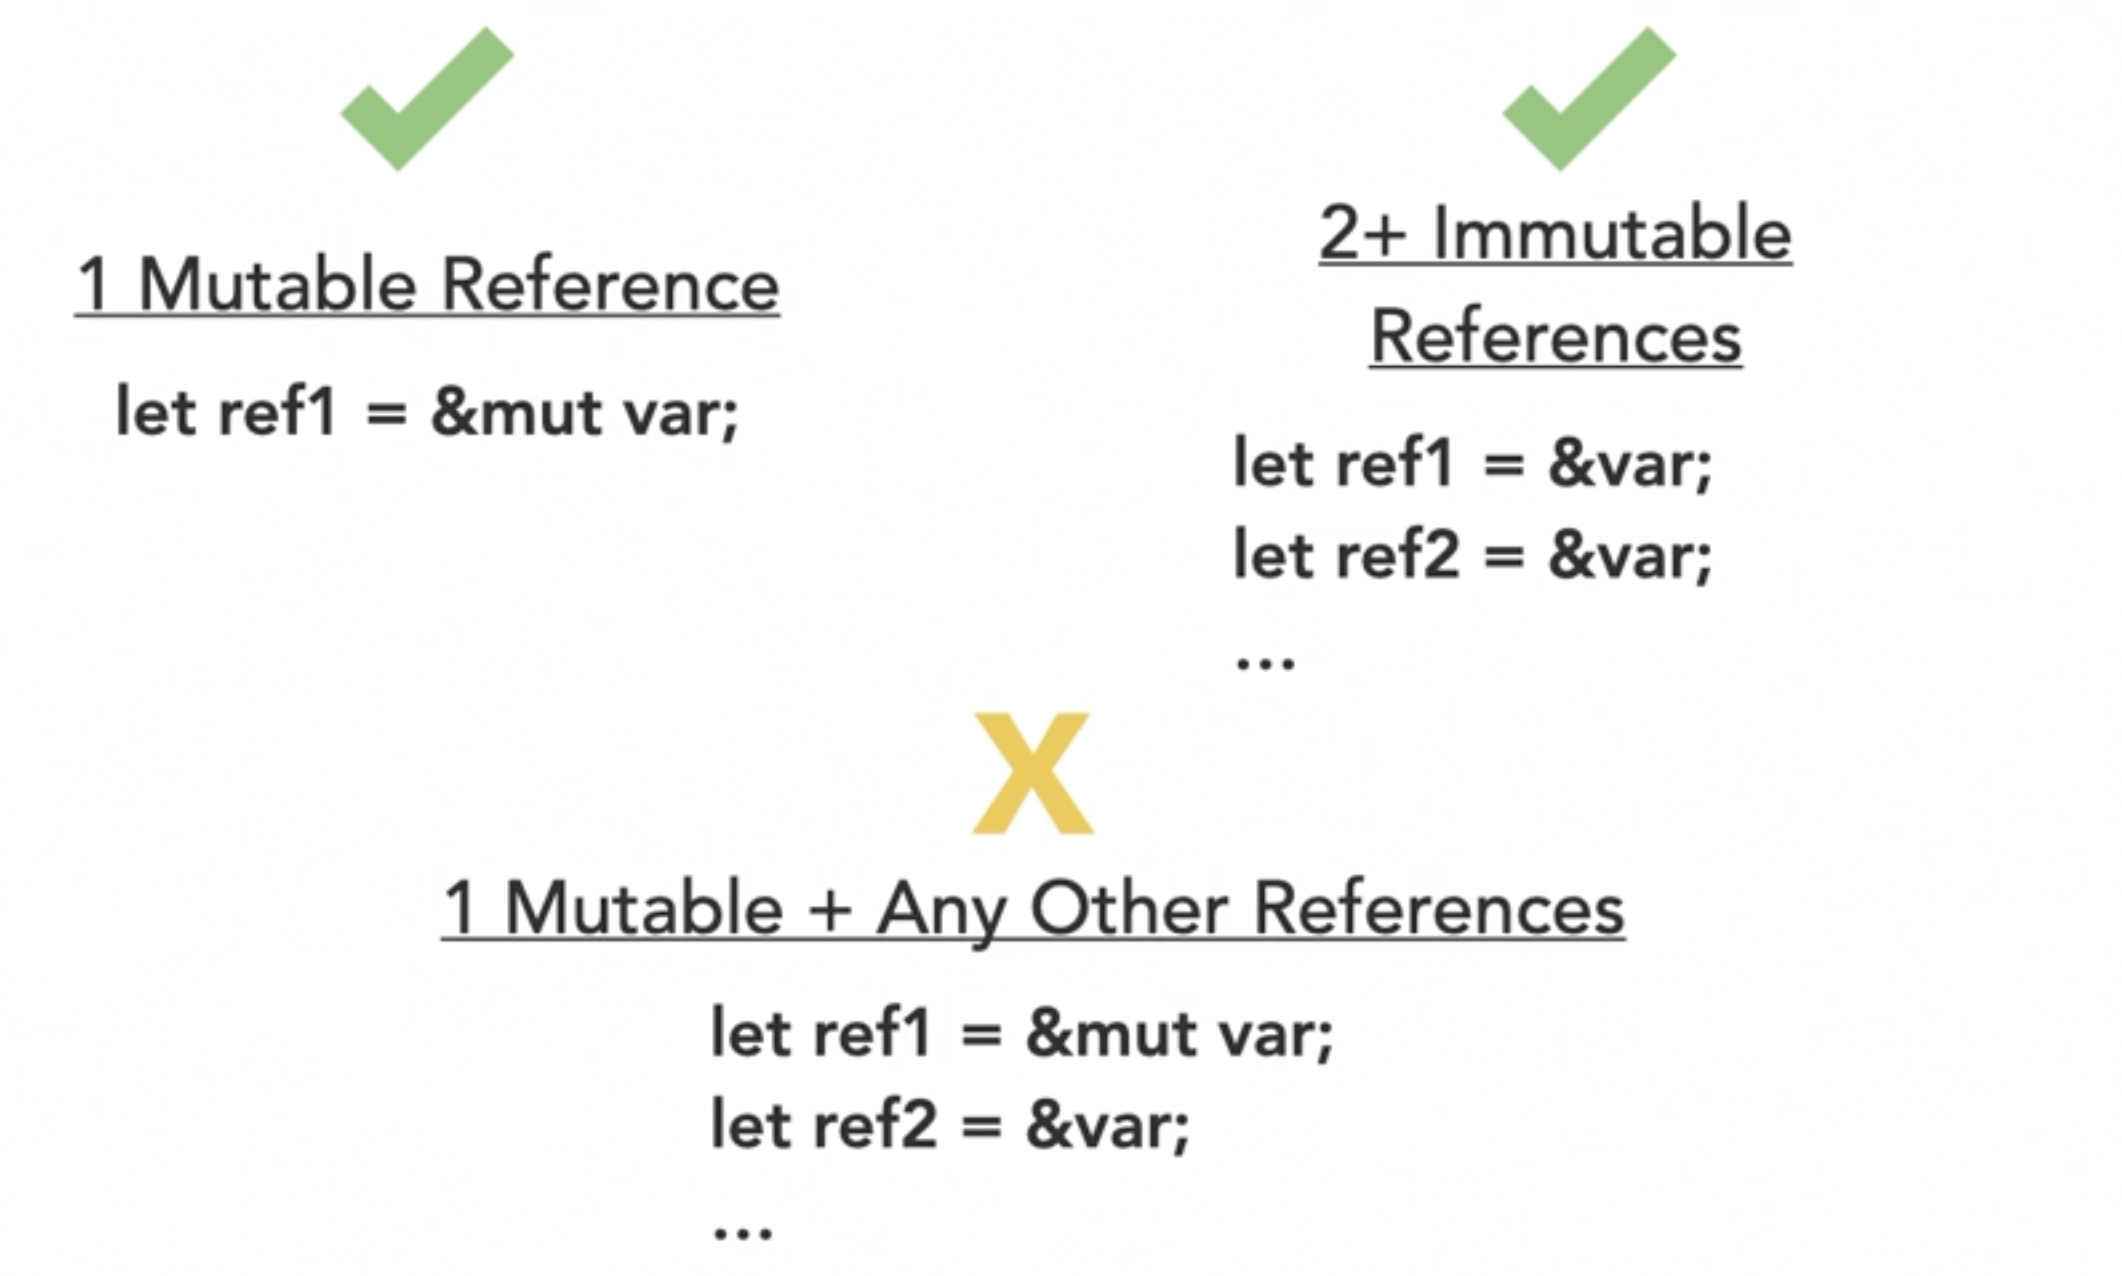 1 Mutable Reference
let ref1 = &mut var;
2+ Immutable
References
let ref1 = &var;
let ref2 = &var;
...
X
1 Mutable + Any Other References
let ref1 = &mut var;
let ref2 = &var;
...